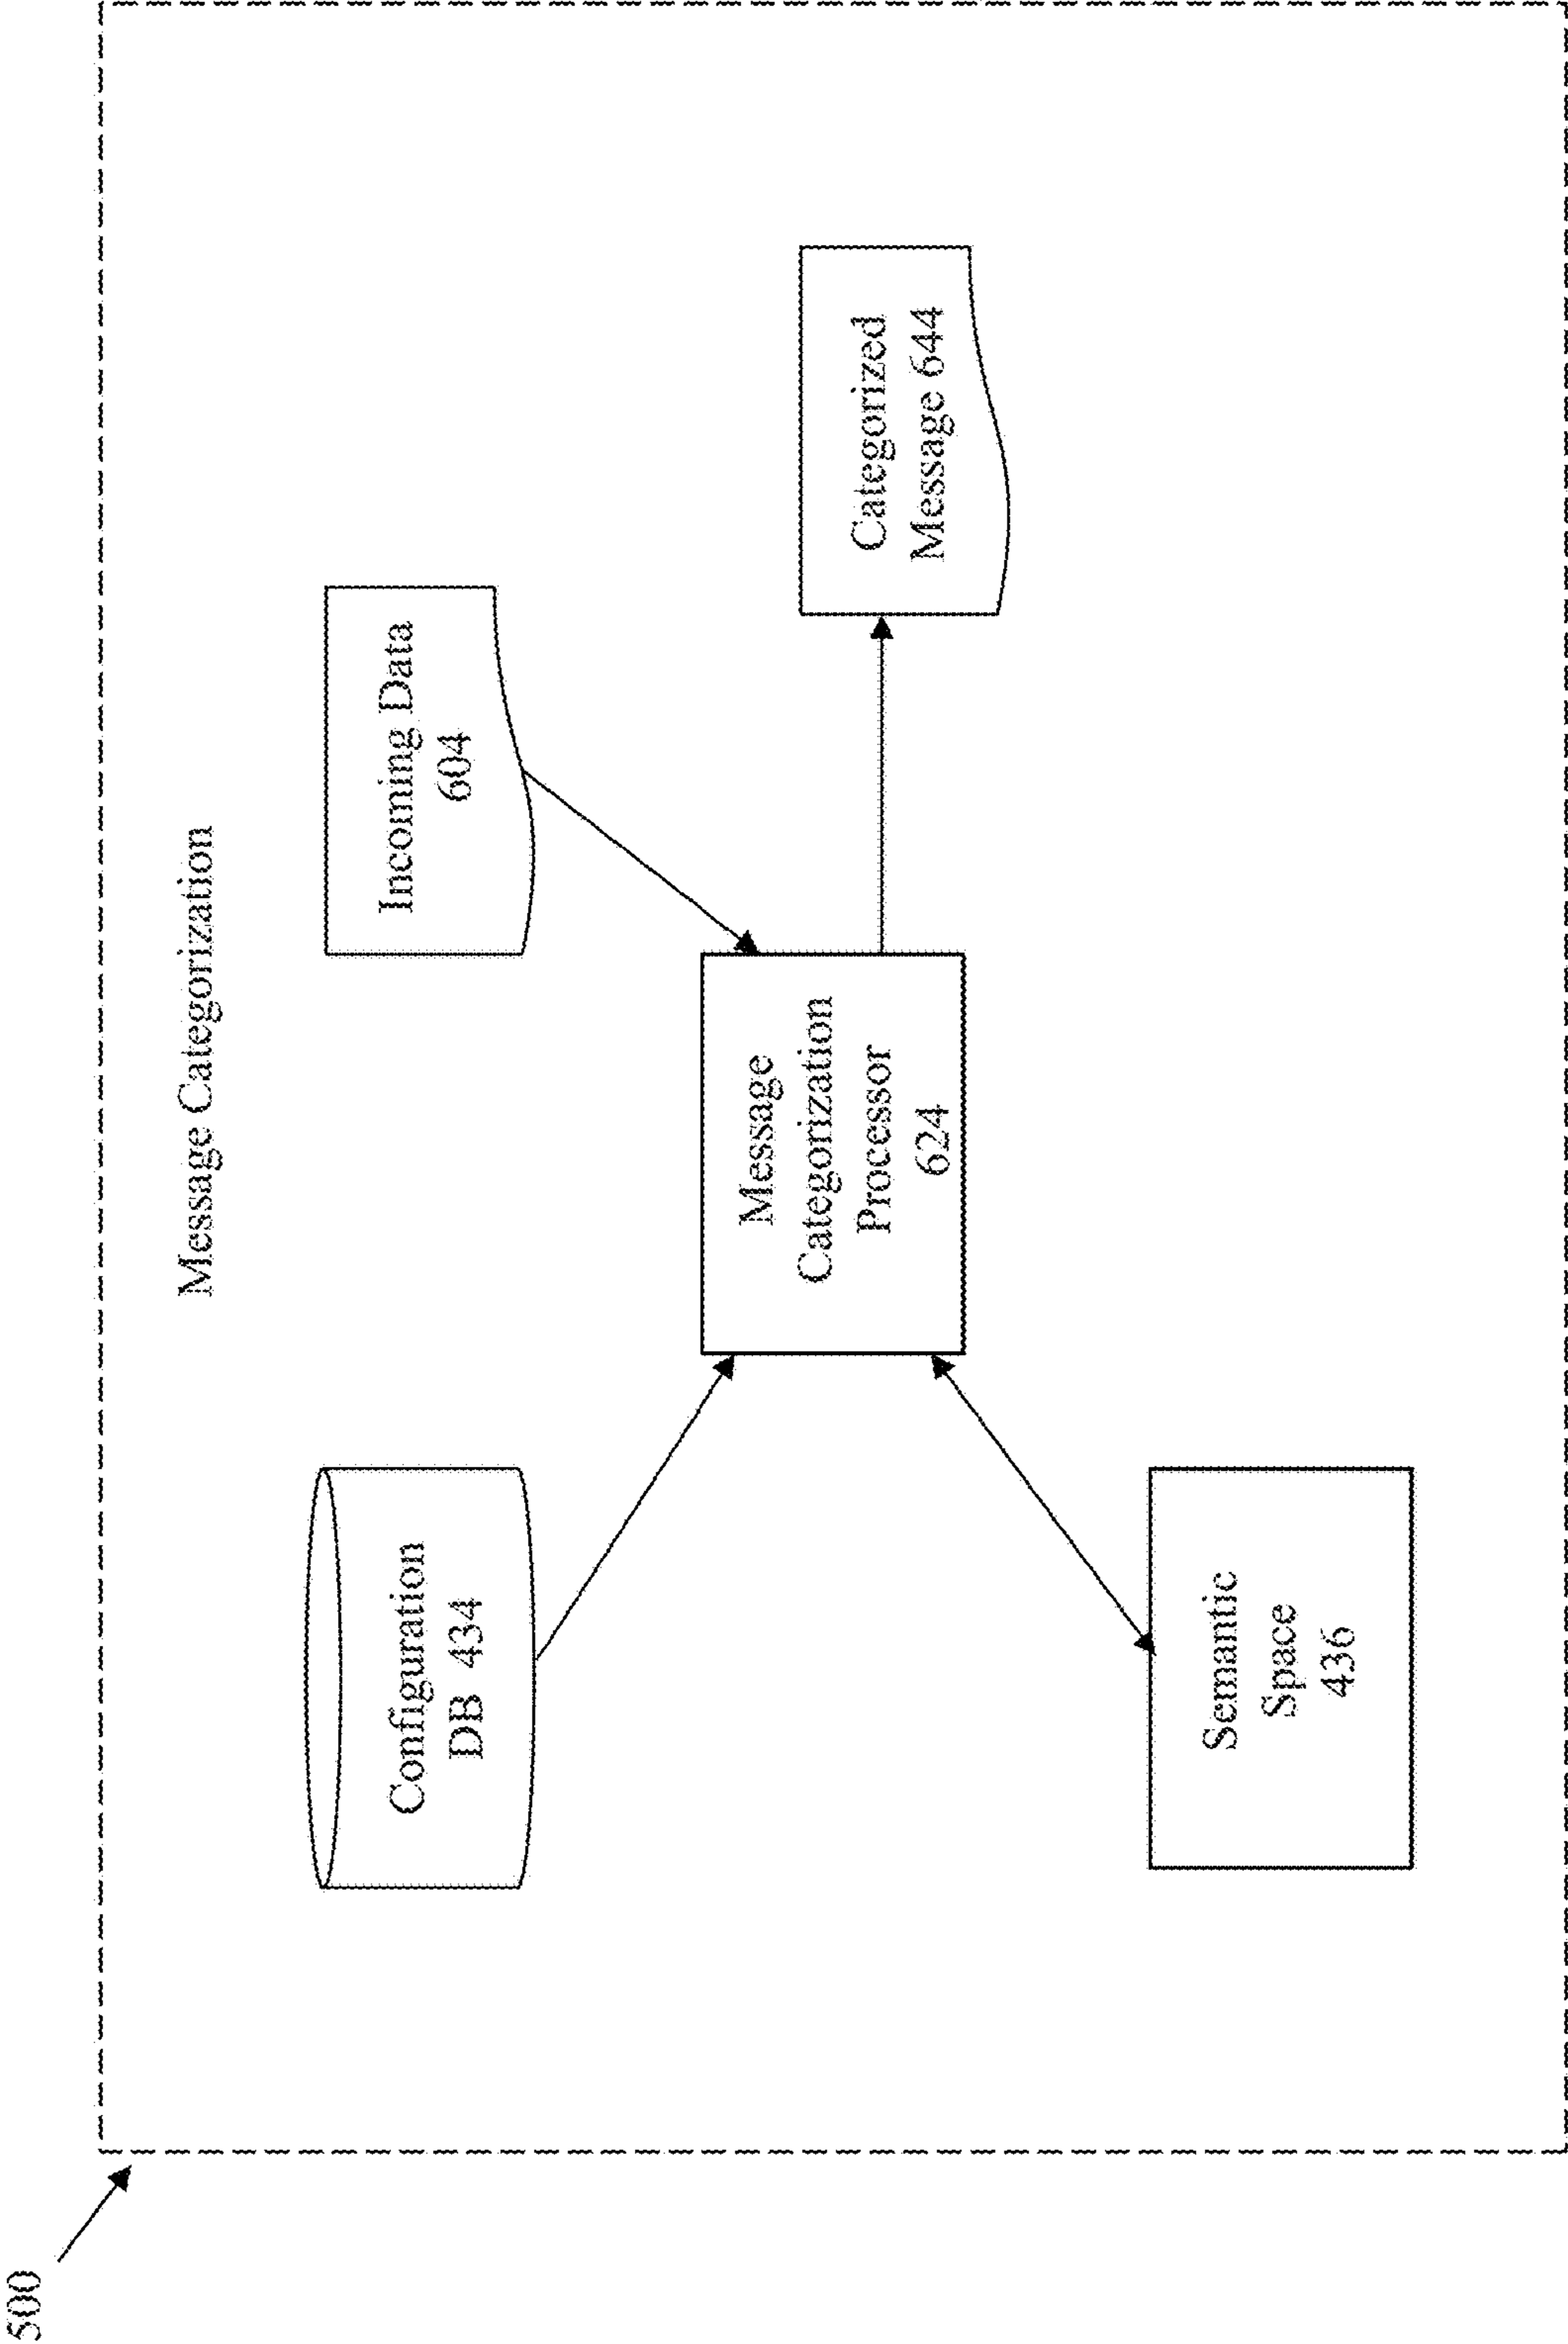 500
Message Categorization
Configuration
DB 434
Incoming Data
604
Message
Categorization
Processor
624
Categorized
Message 644
Semantic
Space
436